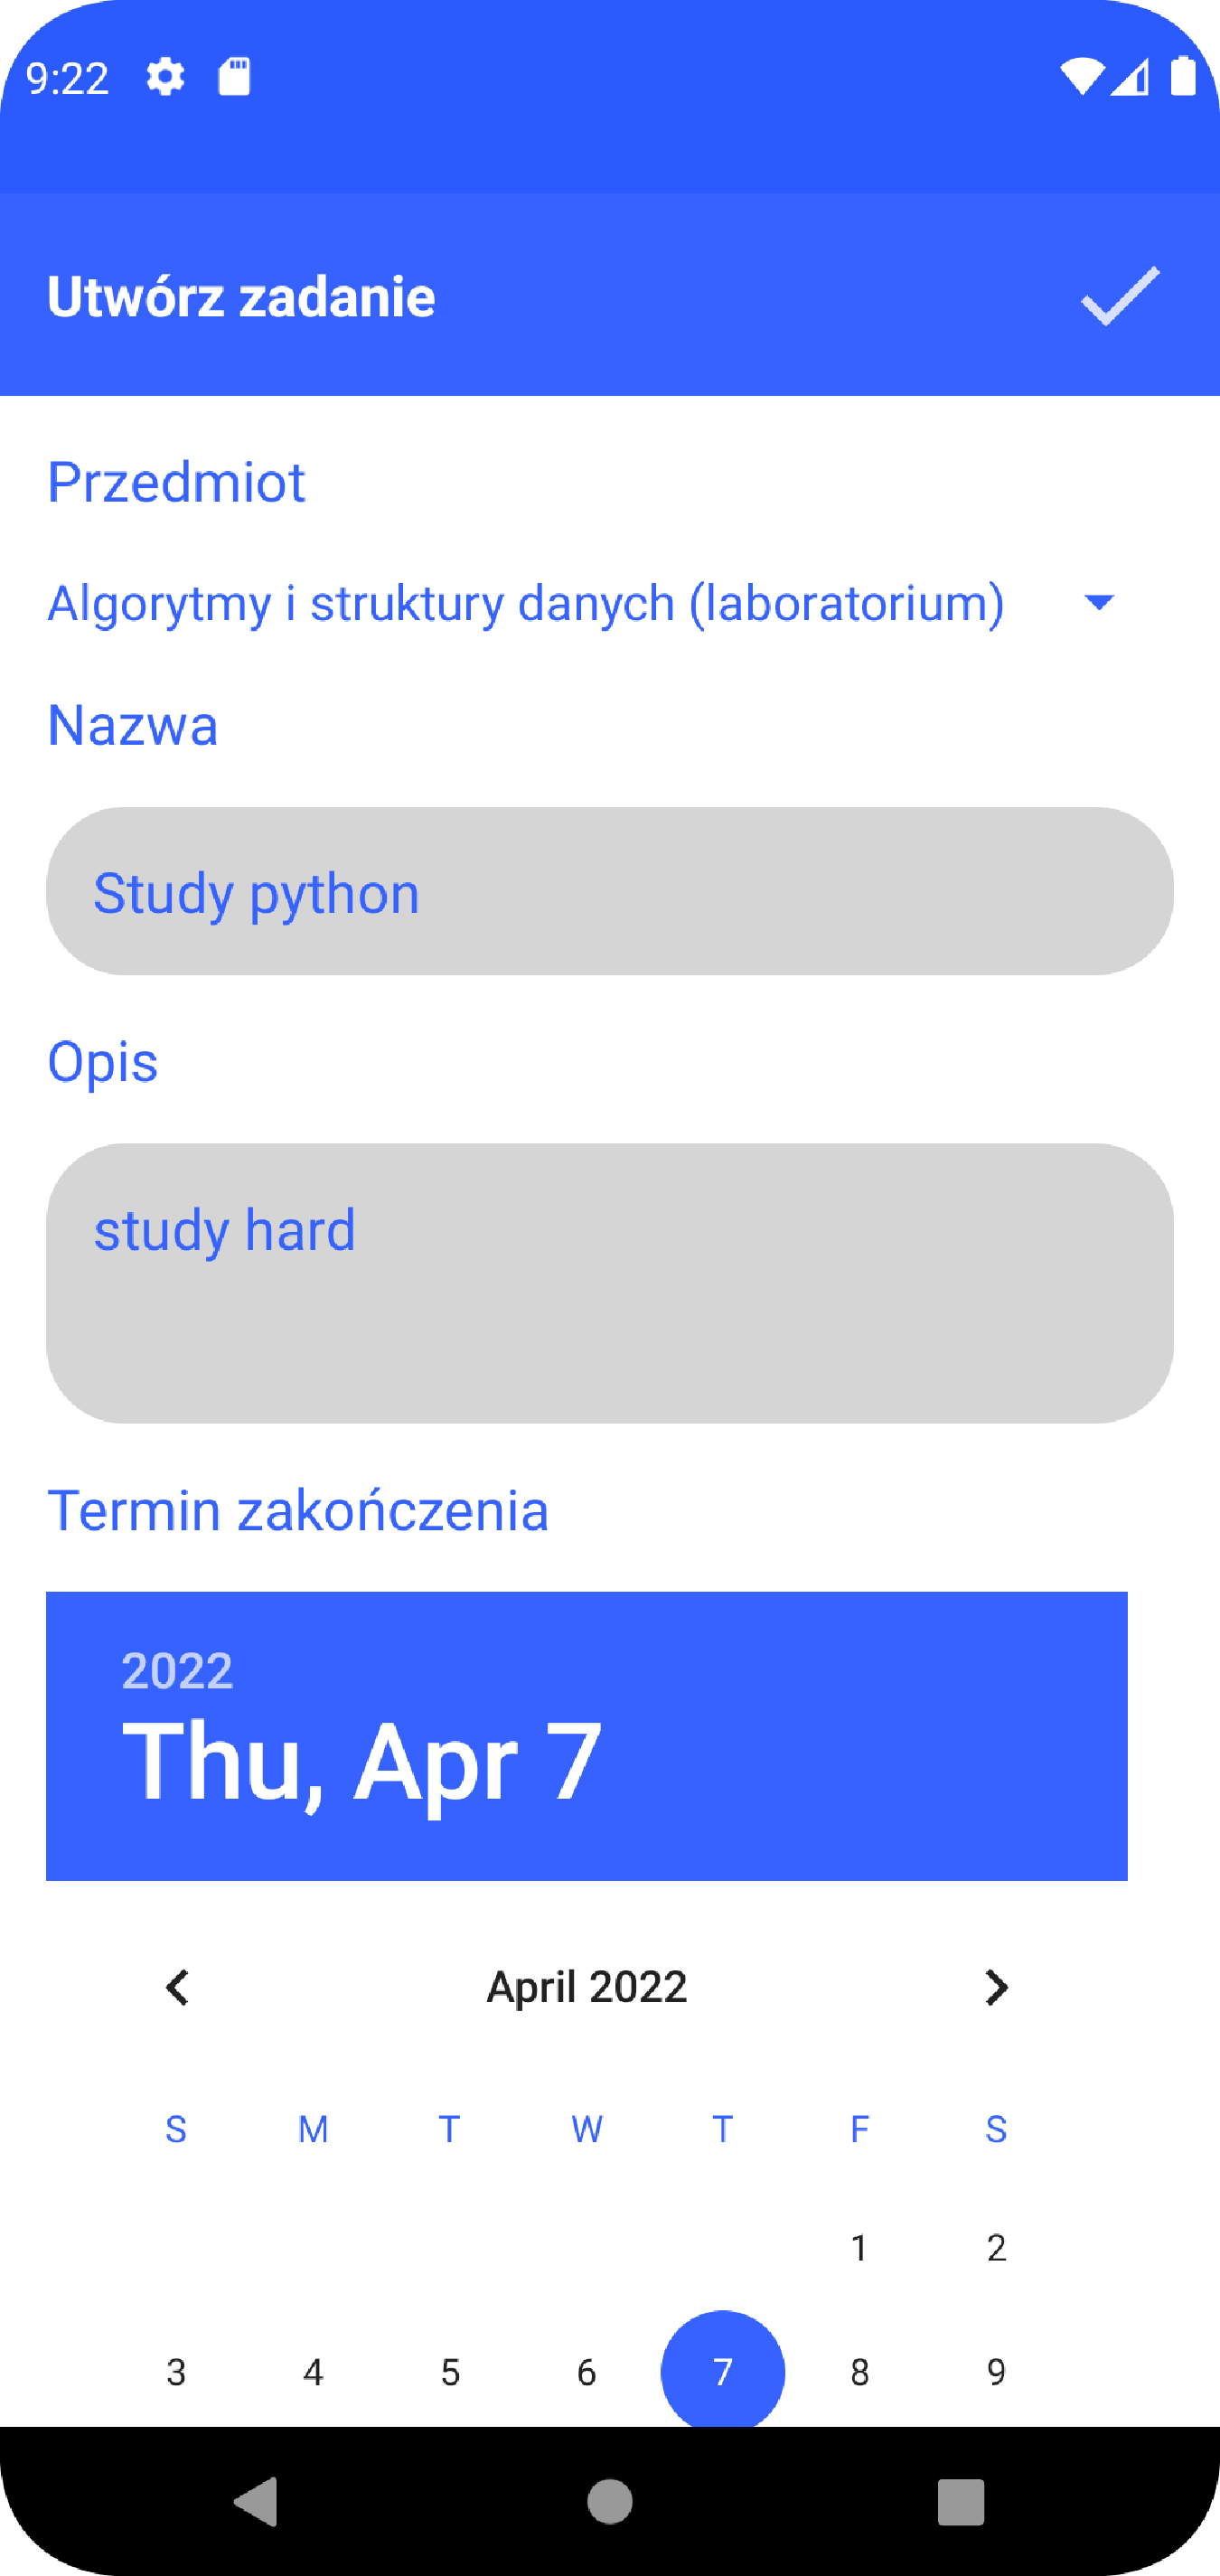 9:22
Utwórz zadanie
Przedmiot
Algorytmy i struktury danych (laboratorium)
Nazwa
Study python
Opis
study hard
Termin zakończenia
2022
Thu, Apr 7
April 2022
S M T W T F S
1 2
3 4 5 6 7 8 9